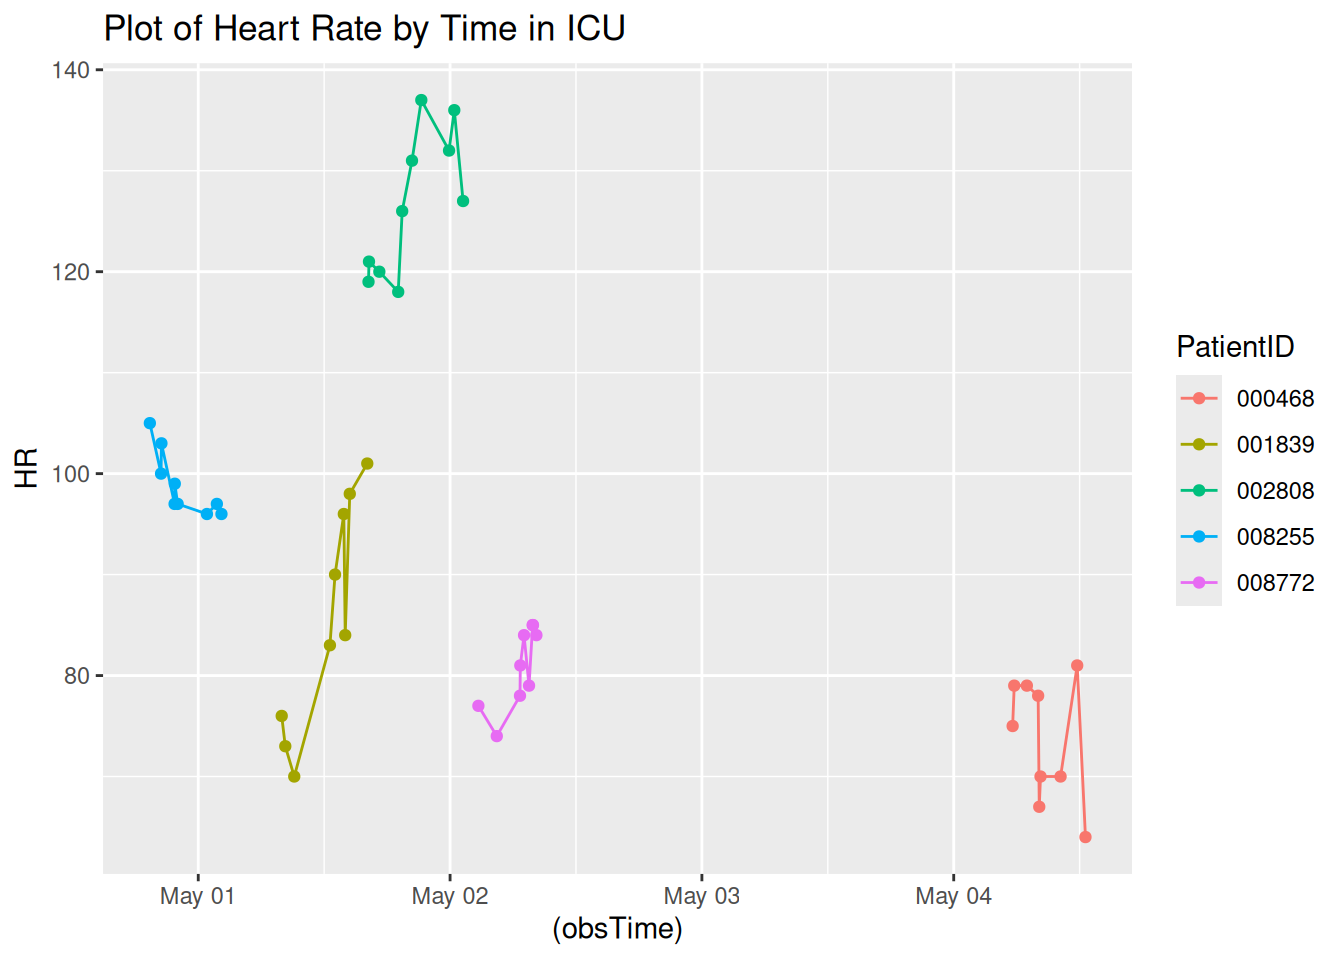 Plot of Heart Rate by Time in ICU
140
120
100
80
HR
May 01
May 02
May 03
May 04
(obsTime)
PatientID
000468
001839
002808
008255
008772